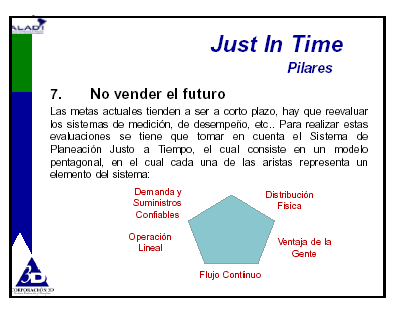 ALADI
Just In Time
Pilares
7. No vender el futuro
Las metas actuales tienden a ser a corto plazo, hay que reevaluar
los sistemas de medición, de desempeño, etc.. Para realizar estas
evaluaciones se tiene que tomar en cuenta el Sistema de
Planeación Justo a Tiempo, el cual consiste en un modelo
pentagonal, en el cual cada una de las aristas representa un
elemento del sistema:
Demanda y
Suministros
Confiables
Distribución
Física
Operación
Lineal
Ventaja de la
Gente
Flujo Continuo
3D
CORPORACION 3D